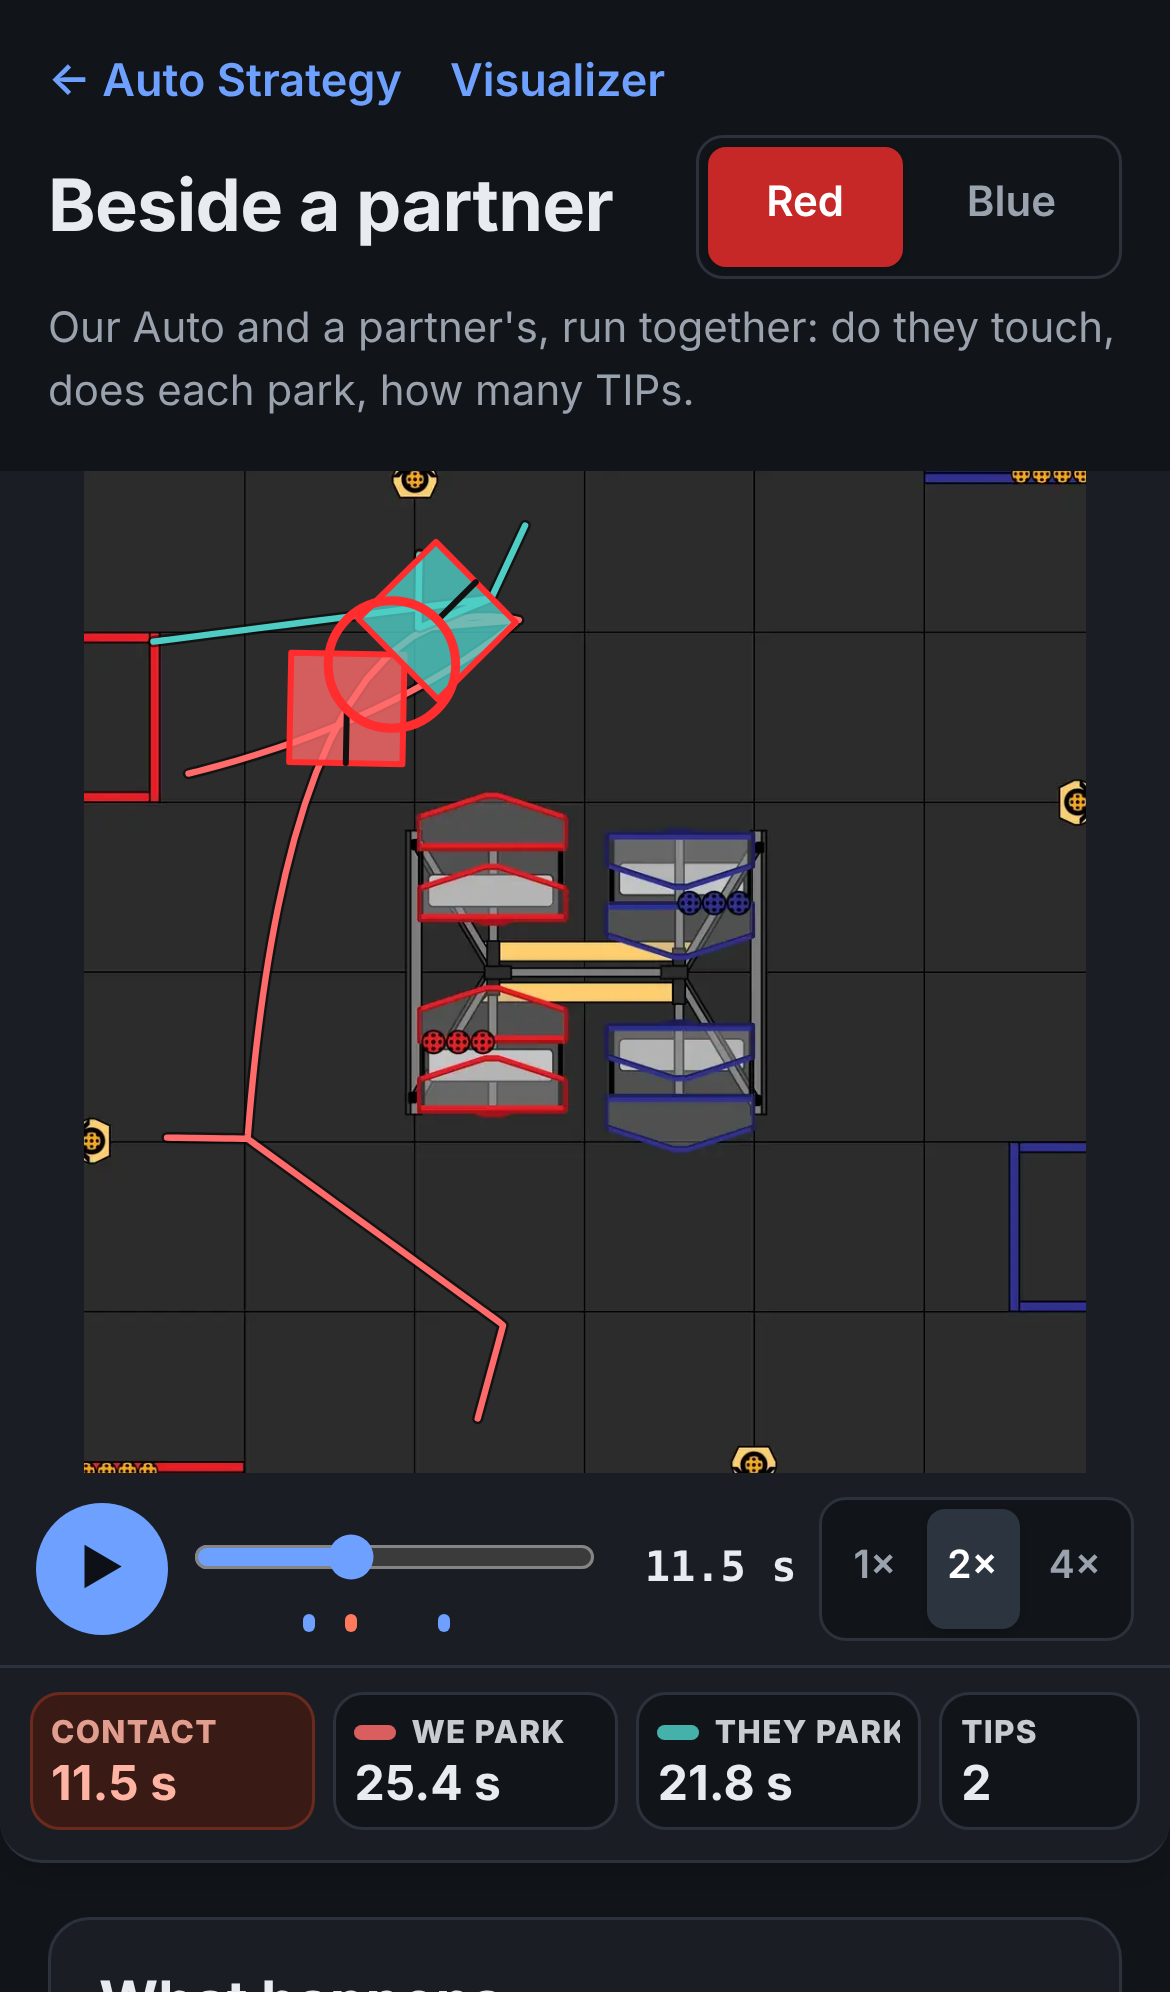 ← Auto Strategy Visualizer
Beside a partner
Red Blue
Our Auto and a partner's, run together: do they touch,
does each park, how many TIPs.
11.5 s
1× 2× 4×
CONTACT WE PARK THEY PARK TIPS
11.5 s 25.4 s 21.8 s 2
What happens